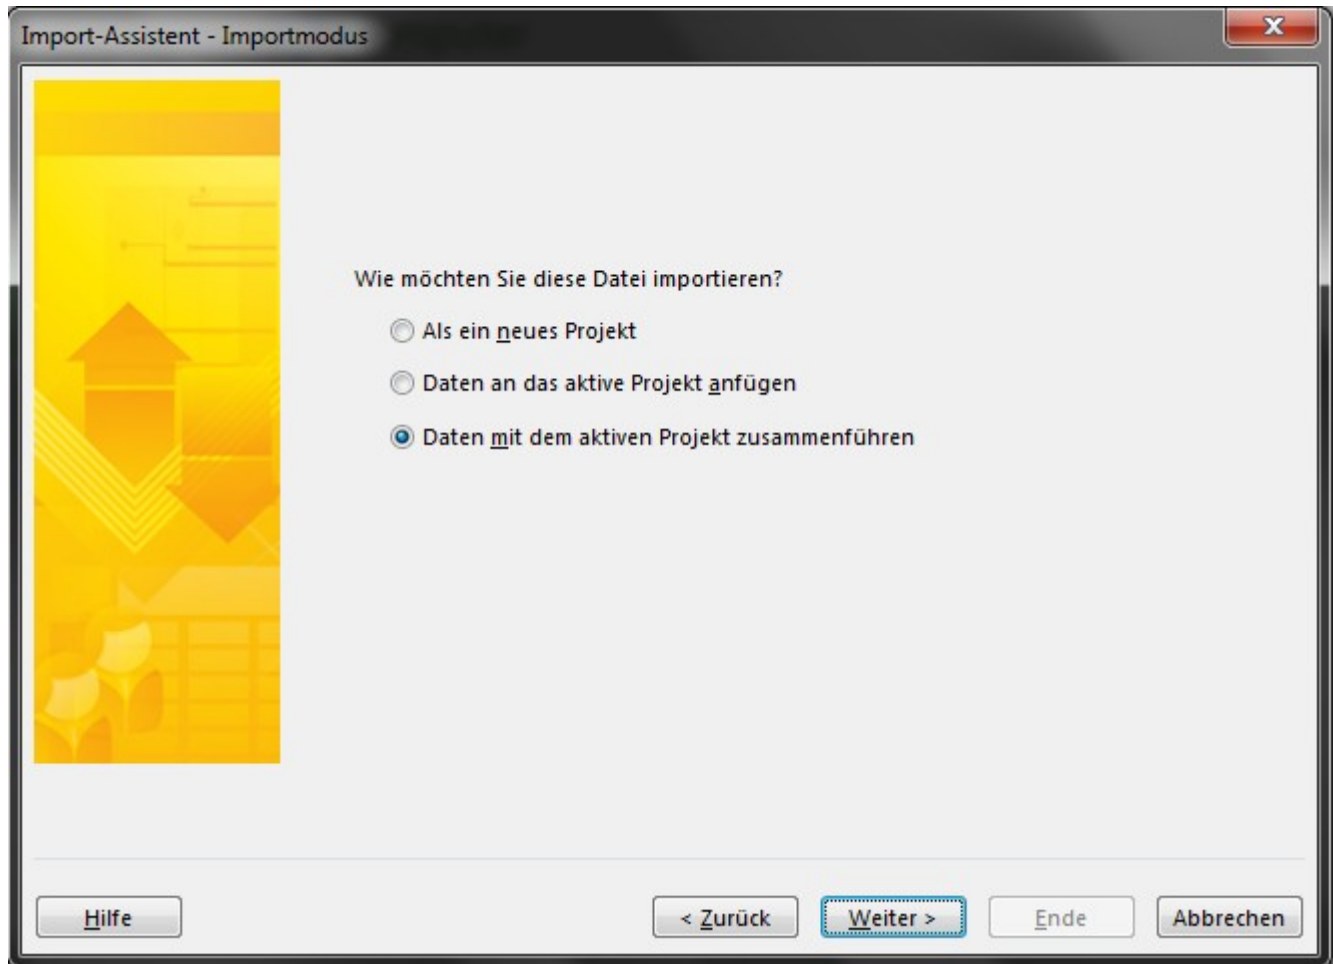 Import-Assistent - Importmodus
Wie möchten Sie diese Datei importieren?
Als ein neues Projekt
Daten an das aktive Projekt anfügen
Daten mit dem aktiven Projekt zusammenführen
Hilfe
< Zurück
Weiter >
Ende
Abbrechen